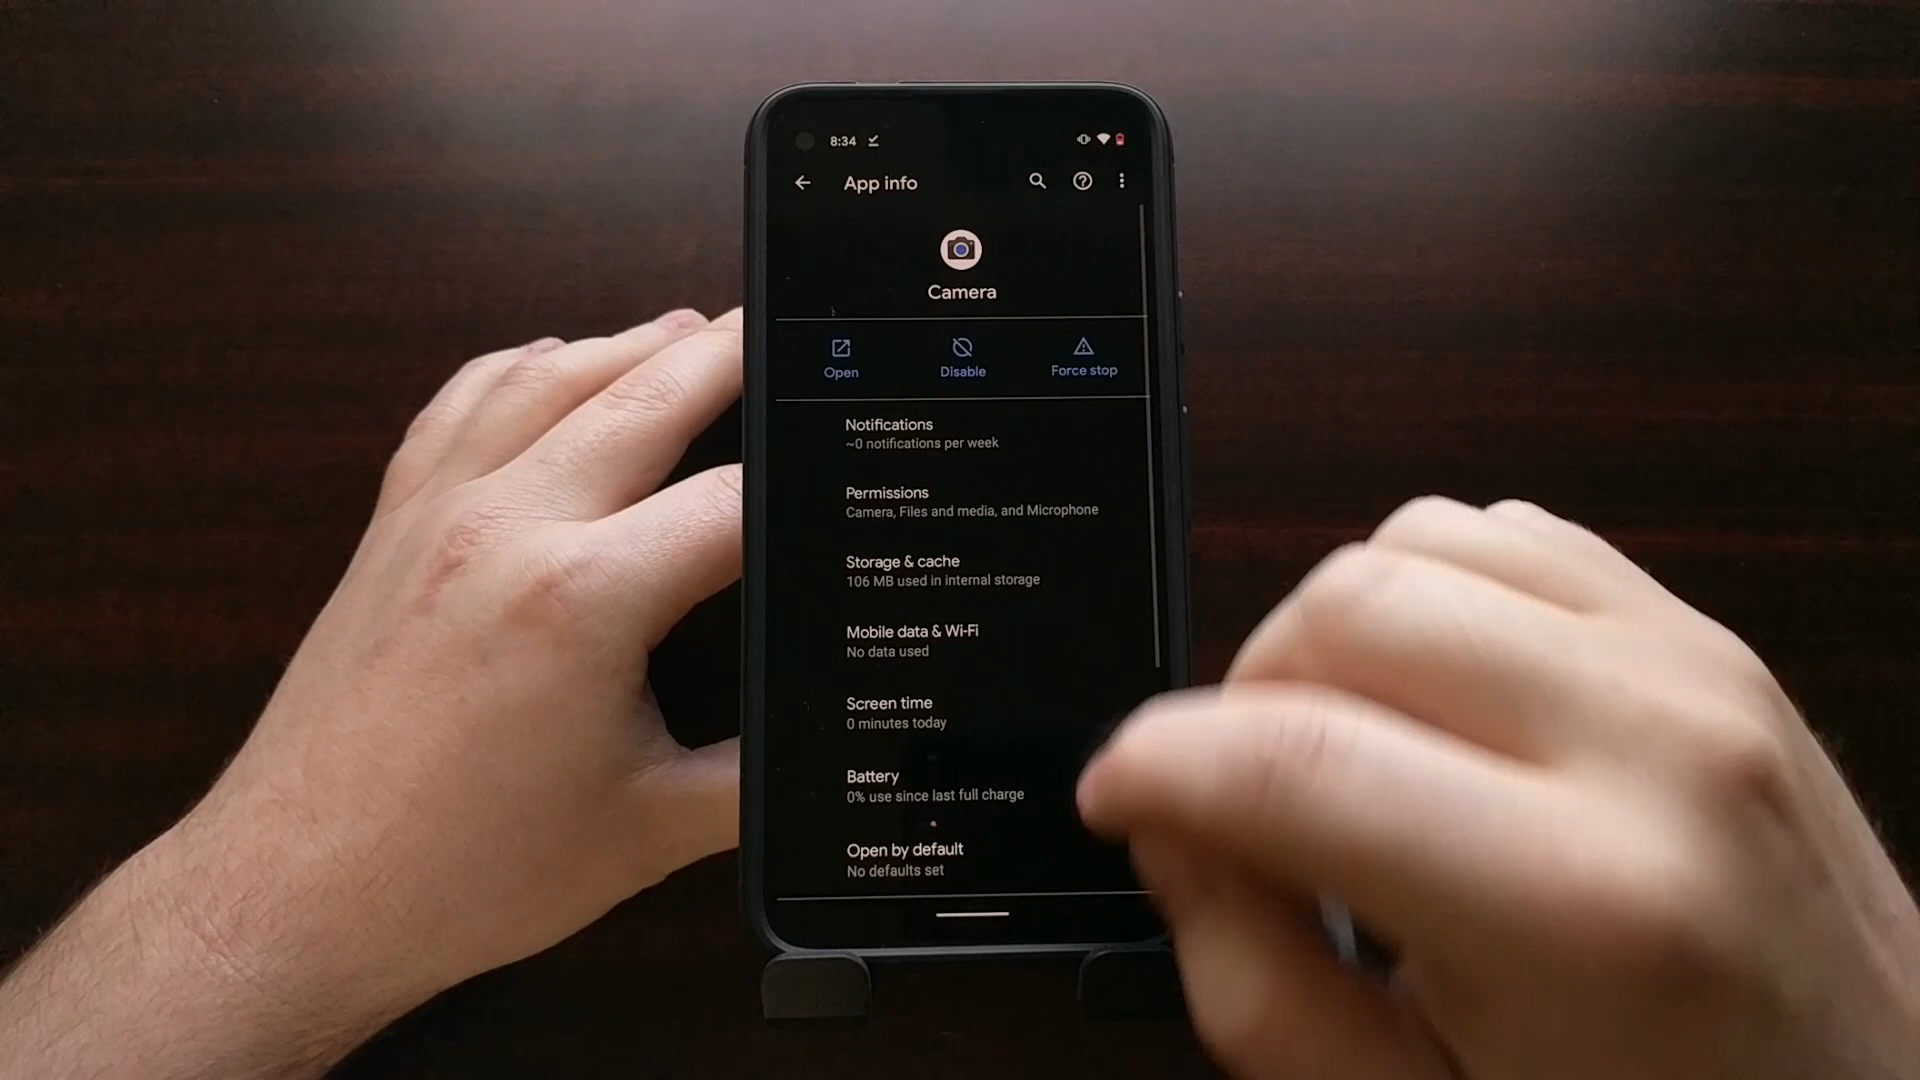 8:34
App info
Camera
Open
Disable
Force stop
Notifications
~0 notifications per week
Permissions
Camera, Files and media, and Microphone
Storage & cache
106 MB used in internal storage
Mobile data & Wi-Fi
No data used
Screen time
0 minutes today
Battery
0% use since last full charge
Open by default
No defaults set